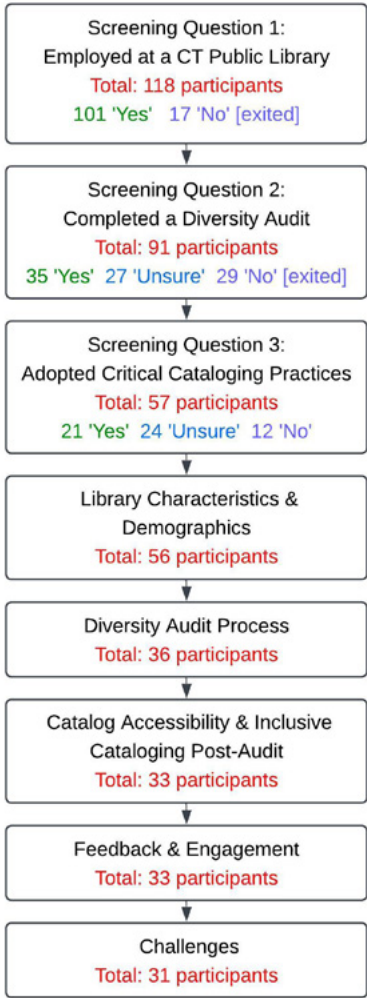 Screening Question 1:
Employed at a CT Public Library
Total: 118 participants
101 'Yes' 17 'No' [exited]
Screening Question 2:
Completed a Diversity Audit
Total: 91 participants
35 'Yes' 27 'Unsure' 29 'No' [exited]
Screening Question 3:
Adopted Critical Cataloging Practices
Total: 57 participants
21 'Yes' 24 'Unsure' 12 'No'
Library Characteristics &
Demographics
Total: 56 participants
Diversity Audit Process
Total: 36 participants
Catalog Accessibility & Inclusive
Cataloging Post-Audit
Total: 33 participants
Feedback & Engagement
Total: 33 participants
Challenges
Total: 31 participants